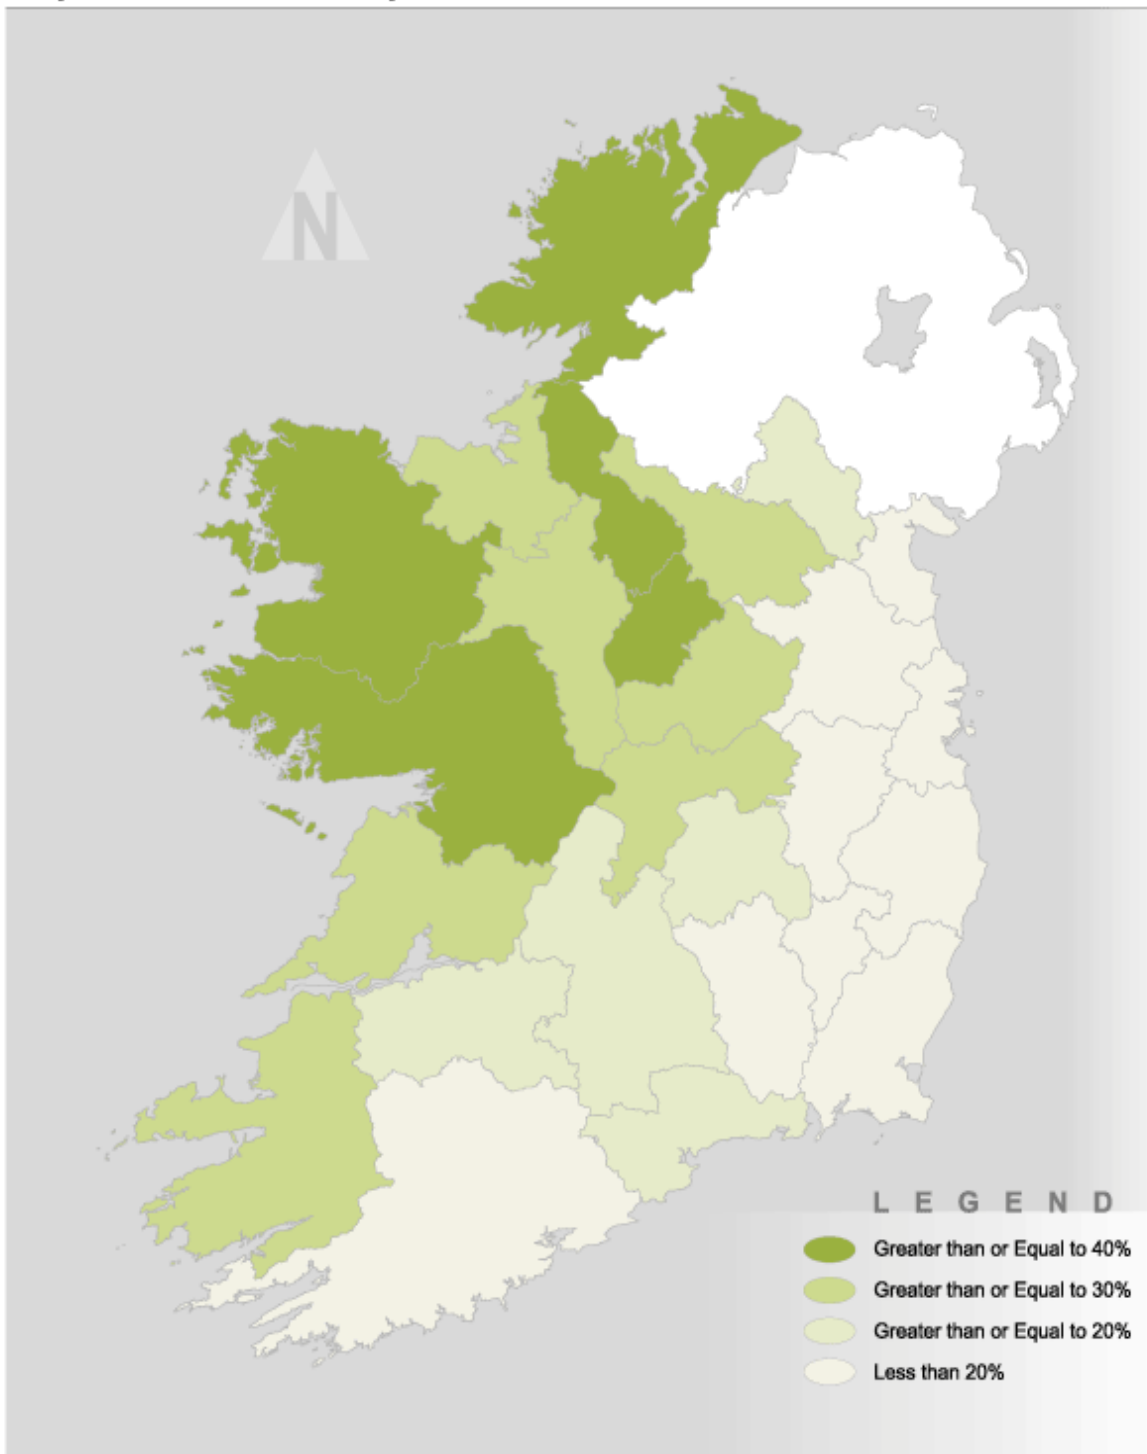 N
LEGEND
Greater than or Equal to 40%
Greater than or Equal to 30%
Greater than or Equal to 20%
Less than 20%